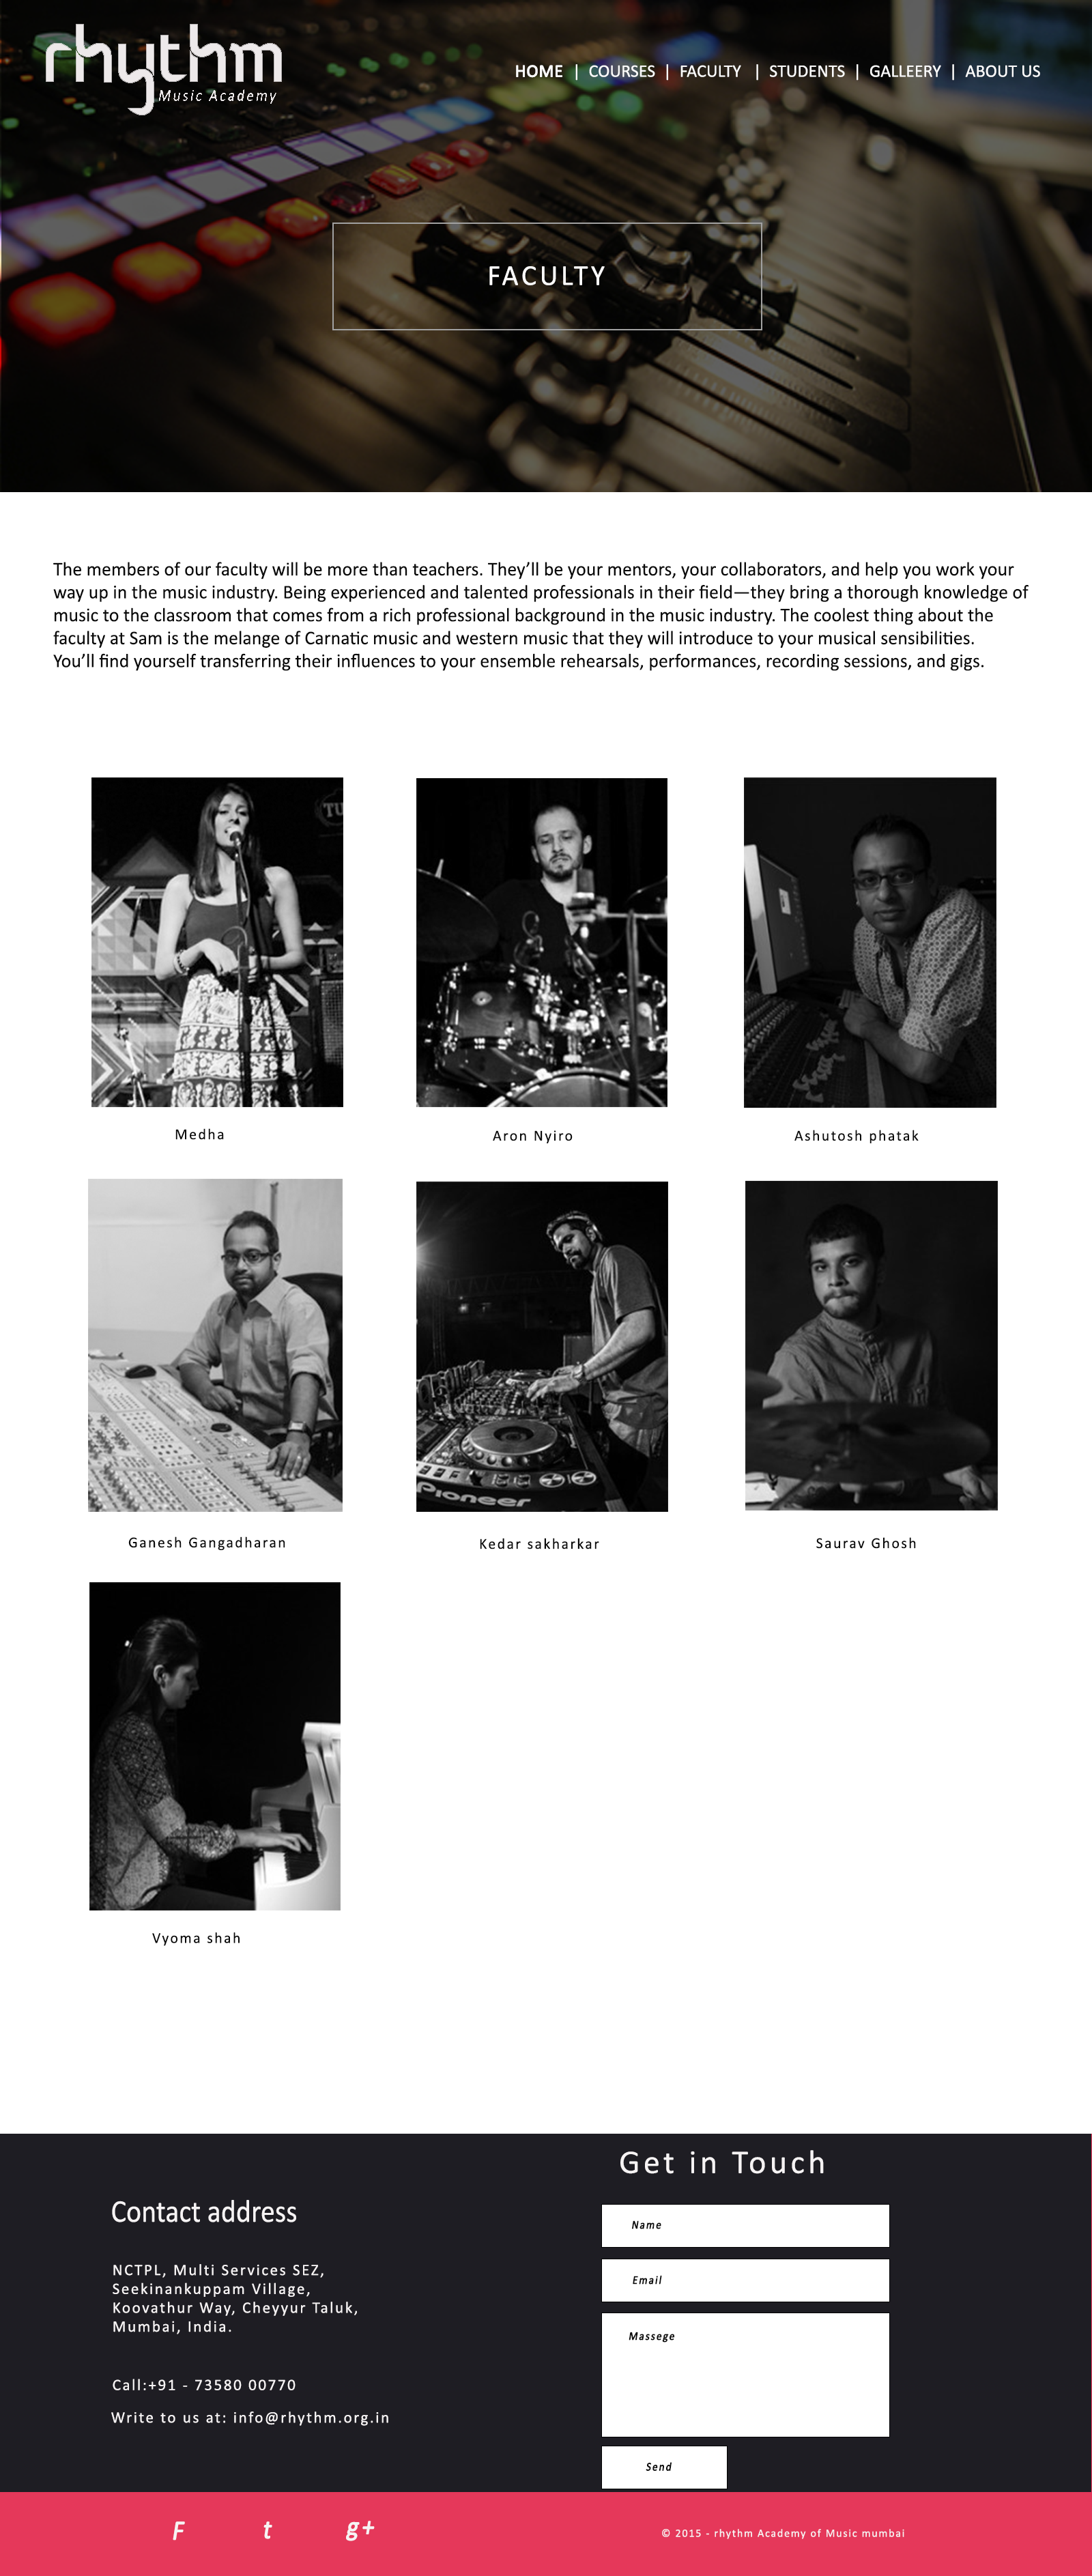 rhythm
Music Academy
HOME | COURSES | FACULTY | STUDENTS | GALLEERY | ABOUT US
FACULTY
The members of our faculty will be more than teachers. They’ll be your mentors, your collaborators, and help you work your
way up in the music industry. Being experienced and talented professionals in their field—they bring a thorough knowledge of
music to the classroom that comes from a rich professional background in the music industry. The coolest thing about the
faculty at Sam is the melange of Carnatic music and western music that they will introduce to your musical sensibilities.
You’ll find yourself transferring their influences to your ensemble rehearsals, performances, recording sessions, and gigs.
TU
Medha
Aron Nyiro
Ashutosh phatak
Pioneer
Ganesh Gangadharan
Kedar sakharkar
Saurav Ghosh
Vyoma shah
Get in Touch
Contact address
Name
NCTPL, Multi Services SEZ,
Seekinankuppam Village,
Koovathur Way, Cheyyur Taluk,
Mumbai, India.
Email
Massege
Call:+91 - 73580 00770
Write to us at: info@rhythm.org.in
Send
F t g+
© 2015 - rhythm Academy of Music mumbai